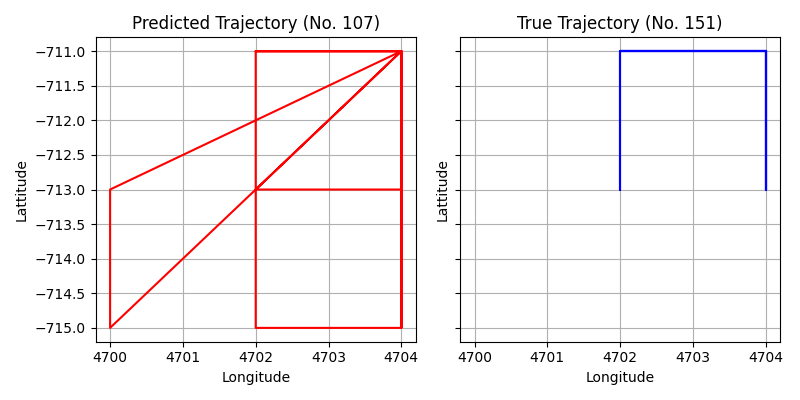 Predicted Trajectory (No. 107)
True Trajectory (No. 151)
−711.0
−711.5
−712.0
−712.5
−713.0
−713.5
−714.0
−714.5
−715.0
Lattitude
Lattitude
4700 4701 4702 4703 4704
4700 4701 4702 4703 4704
Longitude
Longitude